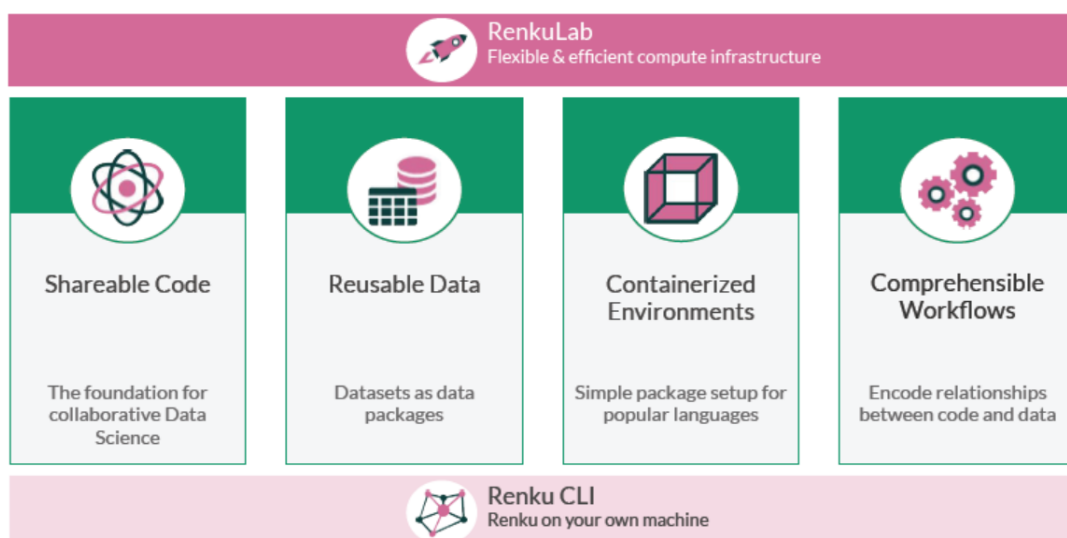 RenkuLab
Flexible & efficient compute infrastructure
Shareable Code
The foundation for
collaborative Data
Science
Reusable Data
Datasets as data
packages
Containerized
Environments
Simple package setup for
popular languages
Comprehensible
Workflows
Encode relationships
between code and data
Renku CLI
Renku on your own machine